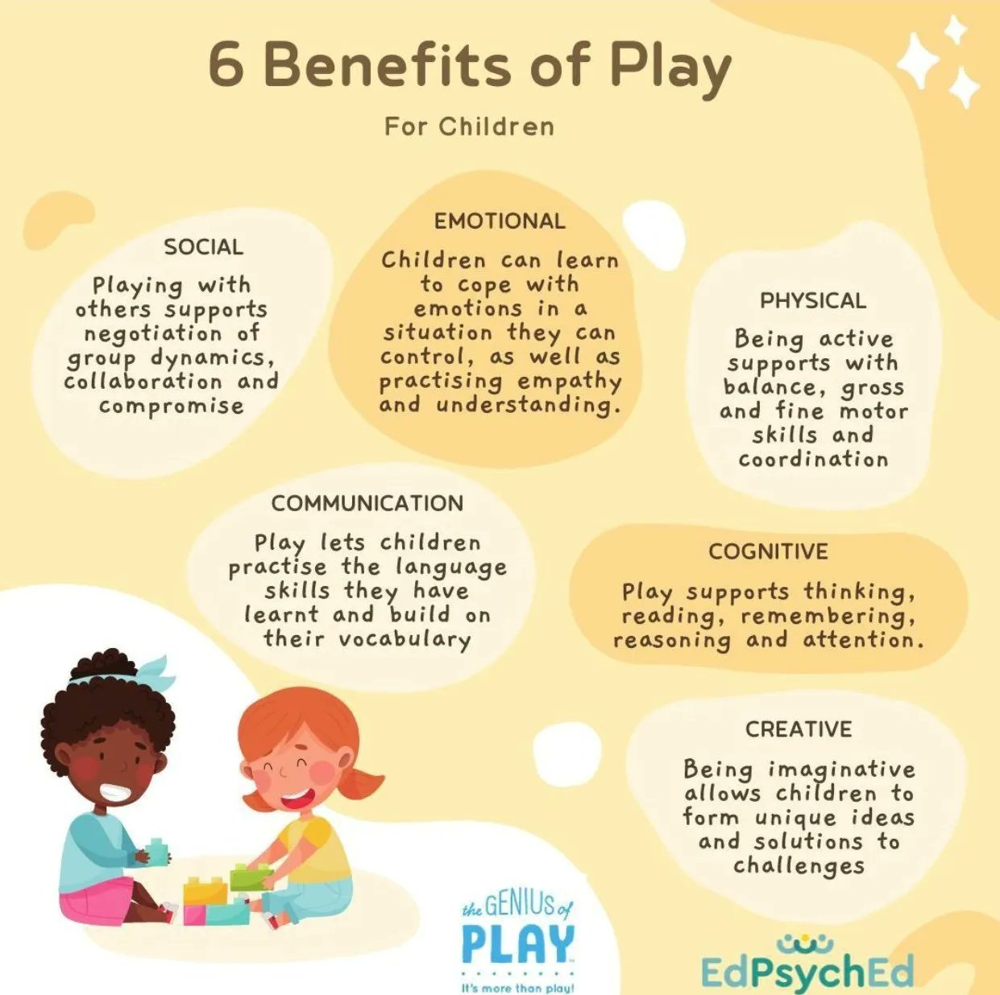 6 Benefits of Play
For Children
SOCIAL
Playing with
others supports
negotiation of
group dynamics,
collaboration and
compromise
EMOTIONAL
Children can learn
to cope with
emotions in a
situation they can
control, as well as
practising empathy
and understanding.
PHYSICAL
Being active
supports with
balance, gross
and fine motor
skills and
coordination
COMMUNICATION
Play lets children
practise the language
skills they have
learnt and build on
their vocabulary
COGNITIVE
Play supports thinking,
reading, remembering,
reasoning and attention.
CREATIVE
Being imaginative
allows children to
form unique ideas
and solutions to
challenges
the GENIUS of
PLAY
It's more than play!
EdPsychEd